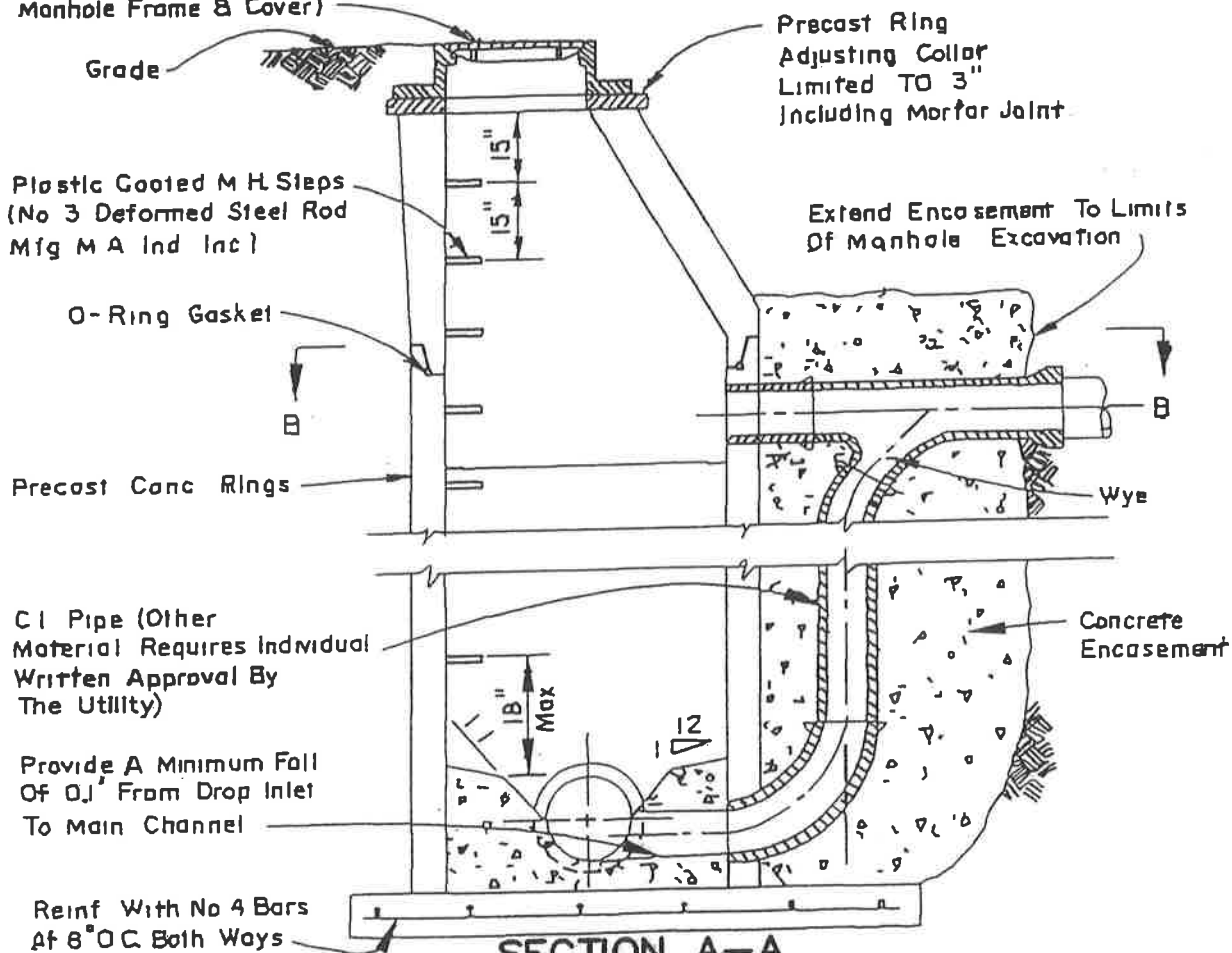 Manhole Frame & Cover)
Grade
Precast Ring
Adjusting Collar
Limited TO 3"
Including Mortar Joint
15"
15"
Plastic Coated M H Steps
(No 3 Deformed Steel Rod
Mfg M A Ind Inc)
Extend Encasement To Limits
Of Manhole Excavation
O-Ring Gasket
B
B
Precast Conc Rings
Wye
C I Pipe (Other
Material Requires Individual
Written Approval By
The Utility)
Concrete
Encasement
18"
Max
1
12
Provide A Minimum Fall
Of 0.1' From Drop Inlet
To Main Channel
Reinf With No 4 Bars
At 8" O C Both Ways
SECTION A-A